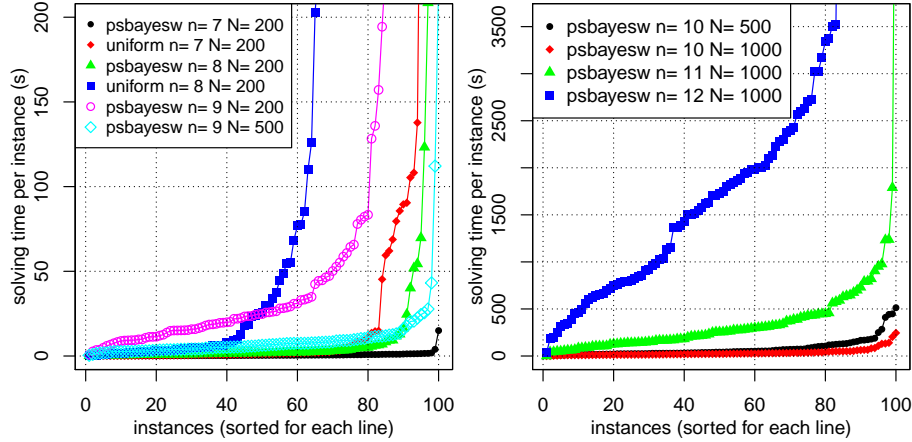 psbayesw n= 7 N= 200
uniform n= 7 N= 200
psbayesw n= 8 N= 200
uniform n= 8 N= 200
psbayesw n= 9 N= 200
psbayesw n= 9 N= 500
solving time per instance (s)
200
150
100
50
0
0 20 40 60 80 100
instances (sorted for each line)
psbayesw n= 10 N= 500
psbayesw n= 10 N= 1000
psbayesw n= 11 N= 1000
psbayesw n= 12 N= 1000
solving time per instance (s)
3500
2500
1500
500
0
0 20 40 60 80 100
instances (sorted for each line)